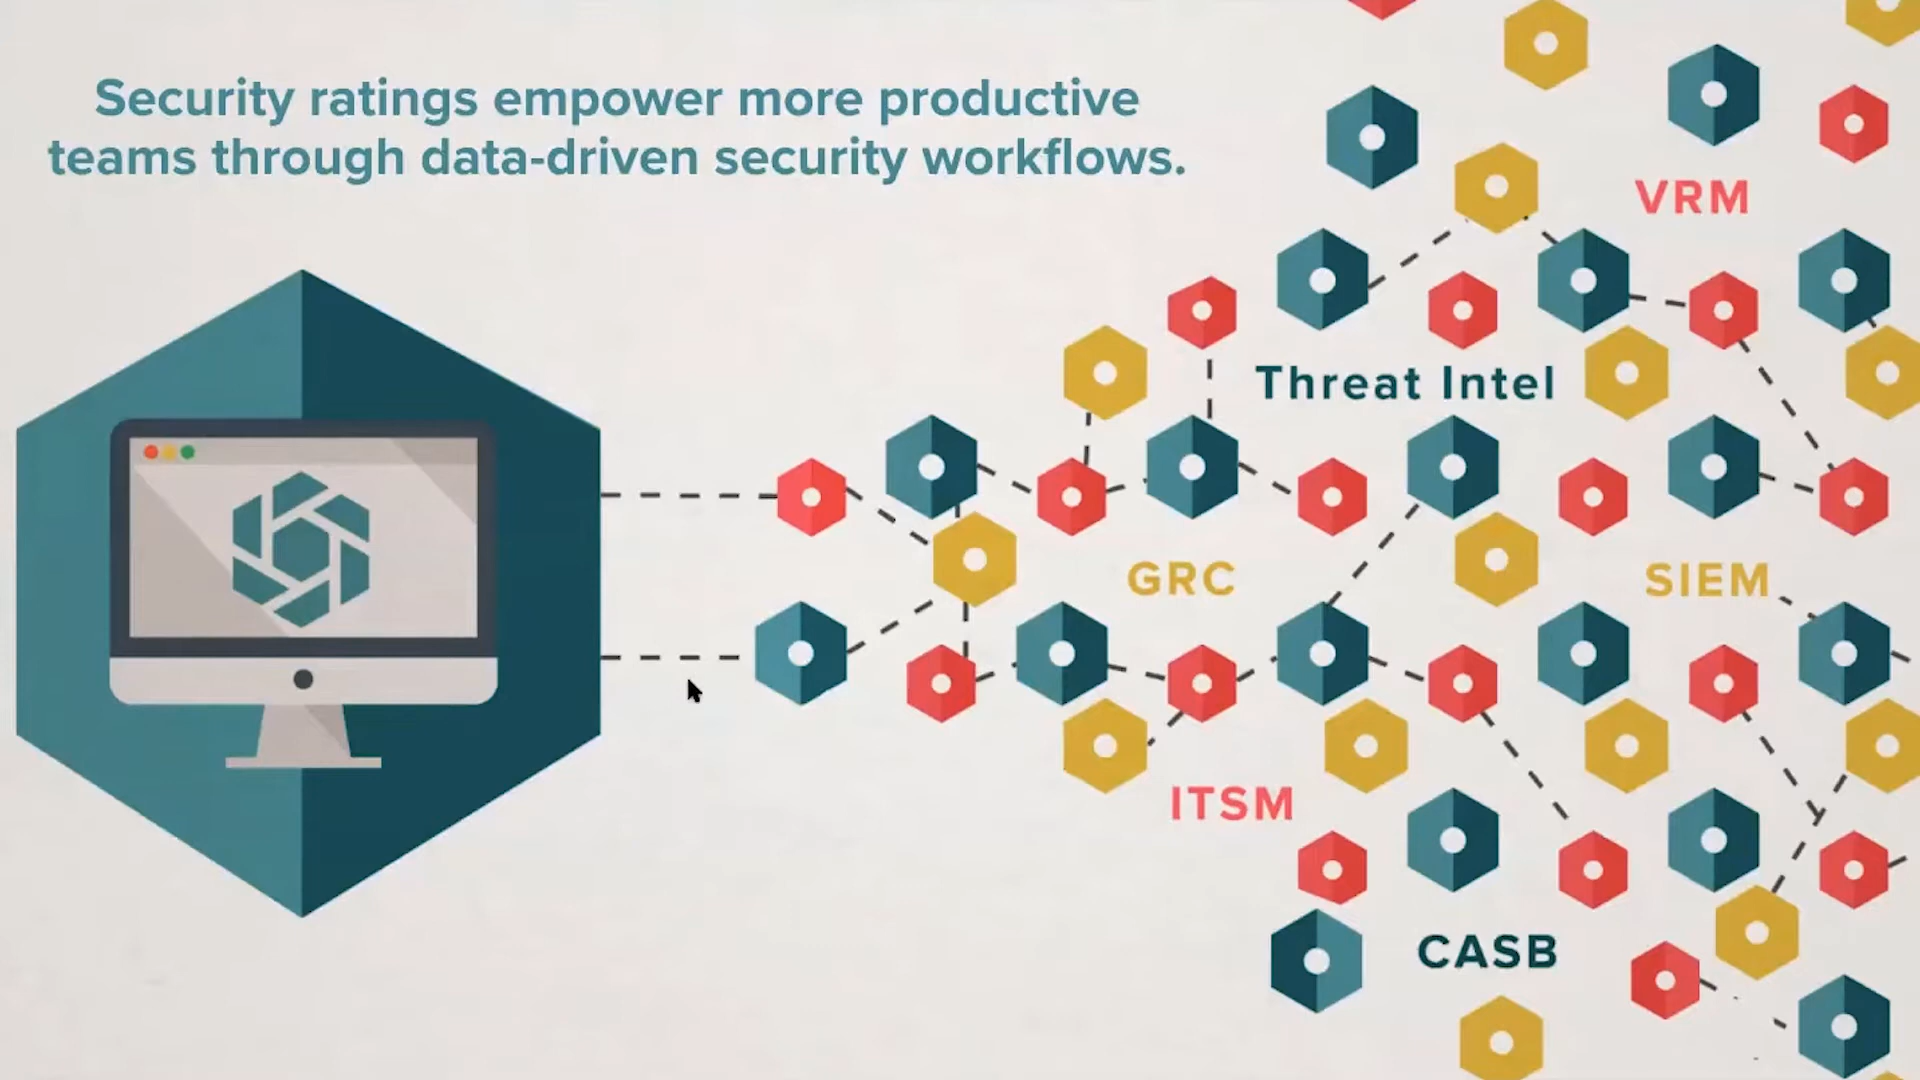 Security ratings empower more productive
teams through data-driven security workflows.
VRM
Threat Intel
GRC
SIEM
ITSM
CASB